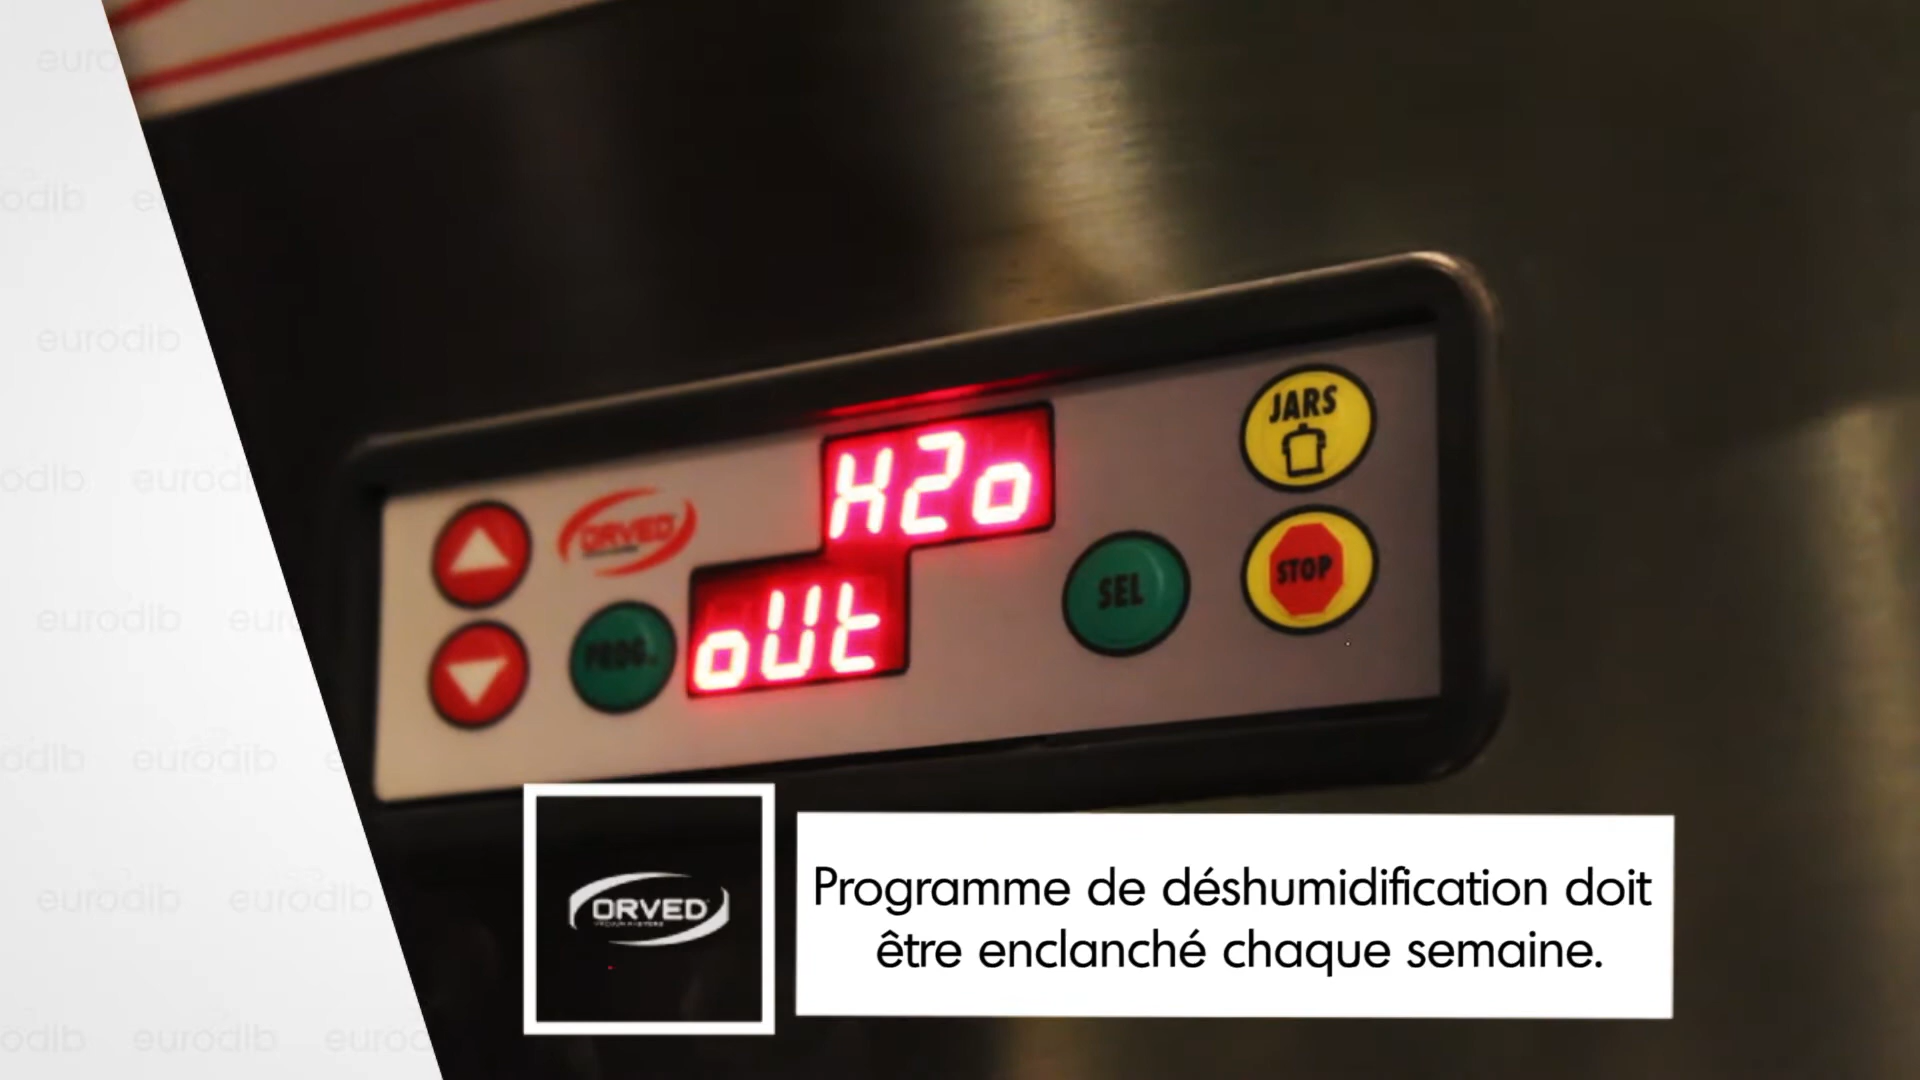 eurodib
JARS
H2o
ORVED
STOP
SEL
oUt
PROG.
ORVED
Programme de déshumidification doit
être enclanché chaque semaine.